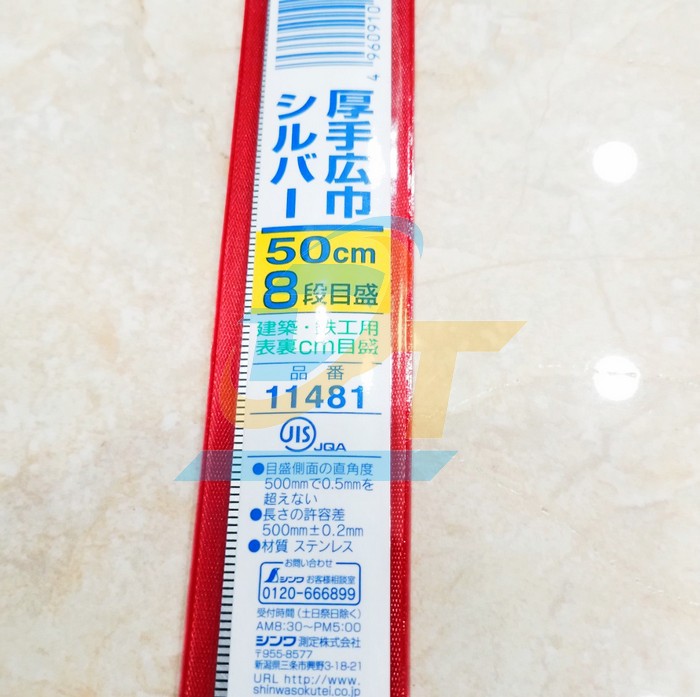 4 960910
厚手広巾
シルバー
50cm
8段目盛
建築・鉄工用
表裏cm目盛
品番
11481
JIS JQA
●目盛側面の直角度
500mmで0.5mmを
超えない
●長さの許容差
500mm±0.2mm
●材質 ステンレス
お問い合わせ
シンワ お客様相談室
0120-666899
受付時間(土日祭日除く)
AM8:30～PM5:00
シンワ測定株式会社
〒955-8577
新潟県三条市興野3-18-21
URL http://www.
shinwasokutei.co.jp